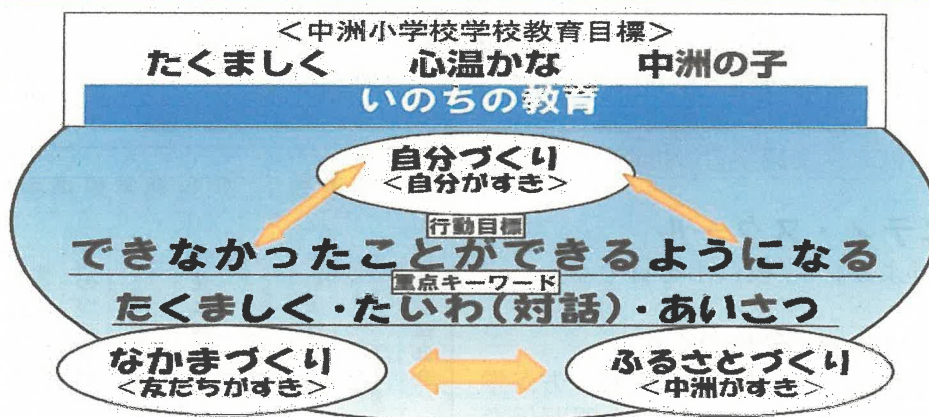 ＜中洲小学校学校教育目標＞
たくましく　心温かな　中洲の子
いのちの教育
自分づくり
＜自分がすき＞
行動目標
できなかったことができるようになる
重点キーワード
たくましく・たいわ（対話）・あいさつ
なかまづくり
＜友だちがすき＞
ふるさとづくり
＜中洲がすき＞